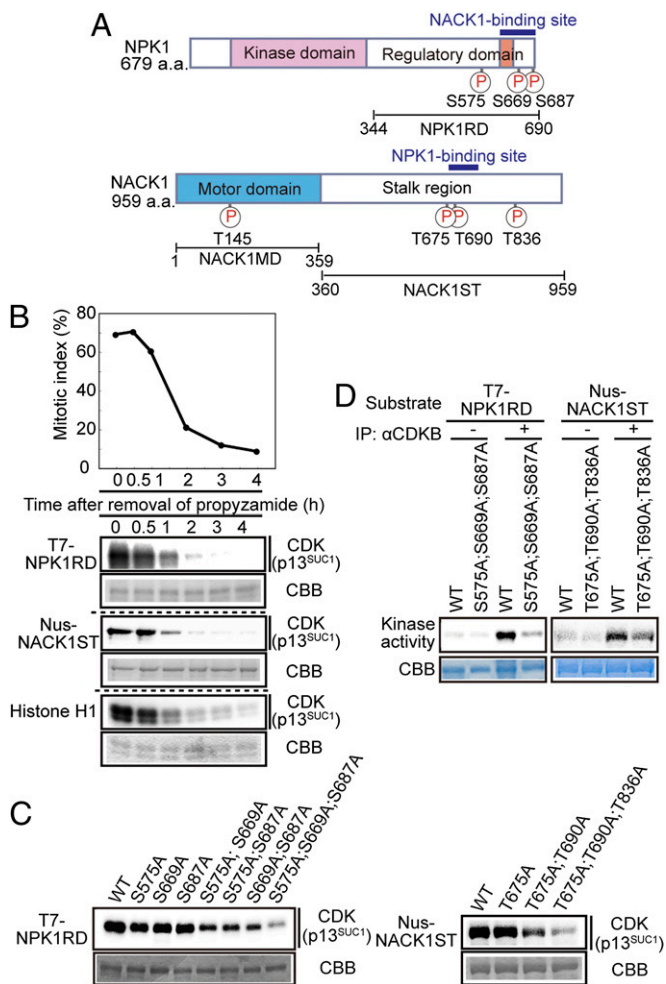 A
NACK1-binding site
NPK1
679 a.a.
Kinase domain
Regulatory domain
P P P
S575 S669 S687
344 NPK1RD 690
NPK1-binding site
NACK1
959 a.a.
Motor domain
Stalk region
P P P P
T145 T675 T690 T836
1 NACK1MD 359
360 NACK1ST 959
B
Mitotic index (%)
80
60
40
20
0
0 0.5 1 2 3 4
Time after removal of propyzamide (h)
0 0.5 1 2 3 4
T7-
NPK1RD
CDK
(p13SUC1)
CBB
Nus-
NACK1ST
CDK
(p13SUC1)
CBB
Histone H1
CDK
(p13SUC1)
CBB
D
Substrate
T7-
NPK1RD
Nus-
NACK1ST
IP: αCDKB
- + - +
WT
S575A;S669A;S687A
WT
S575A;S669A;S687A
WT
T675A;T690A;T836A
WT
T675A;T690A;T836A
Kinase
activity
CBB
C
WT
S575A
S669A
S687A
S575A; S669A
S575A;S687A
S669A;S687A
S575A;S669A;S687A
T7-
NPK1RD
CDK
(p13SUC1)
CBB
WT
T675A
T675A;T690A
T675A;T690A;T836A
Nus-
NACK1ST
CDK
(p13SUC1)
CBB